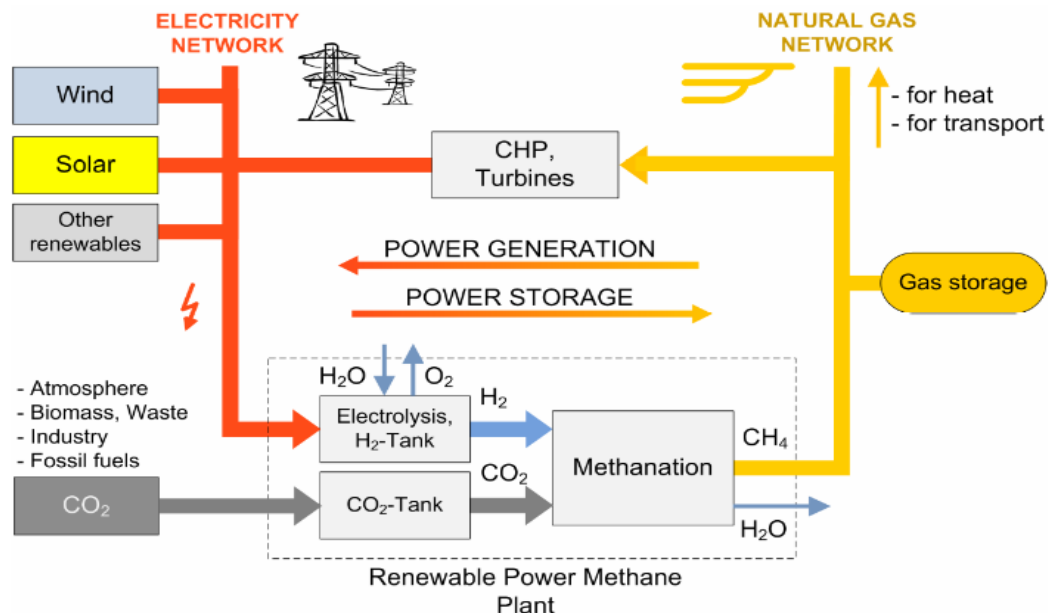 ELECTRICITY
NETWORK
NATURAL GAS
NETWORK
Wind
Solar
Other
renewables
CHP,
Turbines
- for heat
- for transport
POWER GENERATION
POWER STORAGE
Gas storage
- Atmosphere
- Biomass, Waste
- Industry
- Fossil fuels
CO₂
H₂O
O₂
Electrolysis,
H₂-Tank
H₂
CO₂-Tank
CO₂
Methanation
CH₄
H₂O
Renewable Power Methane
Plant